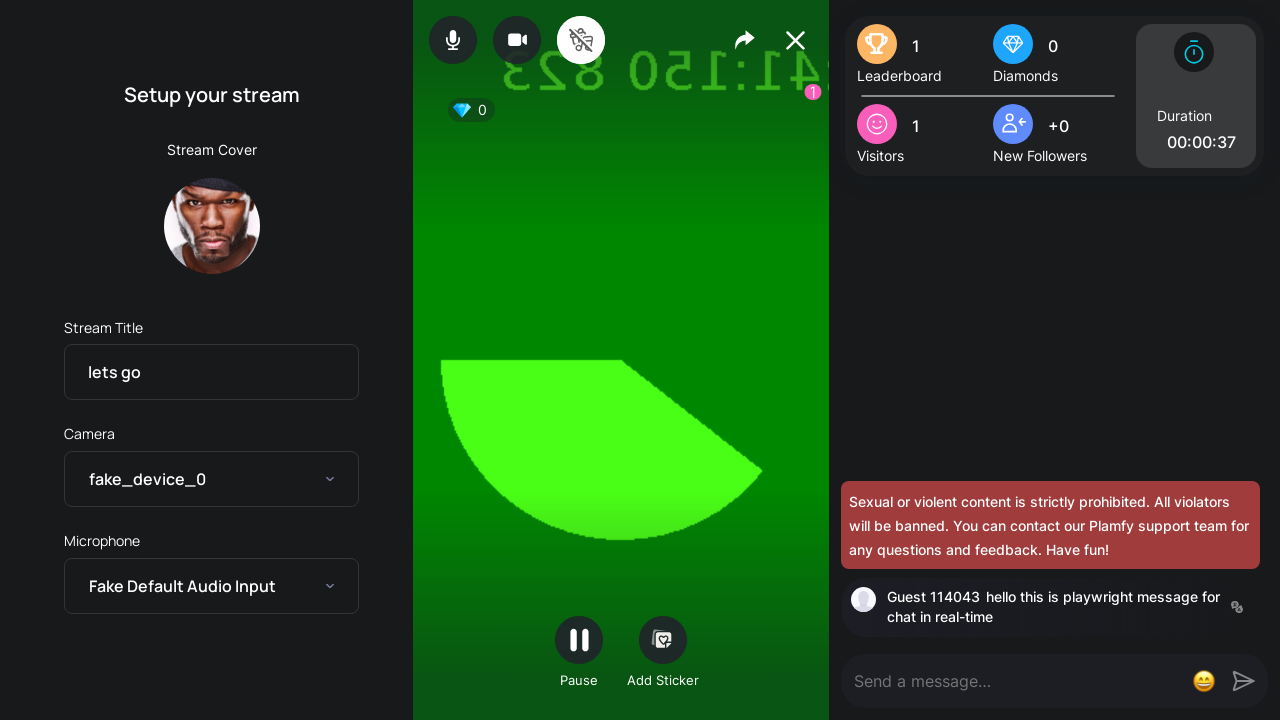 Setup your stream
Stream Cover
Stream Title
lets go
Camera
fake_device_0
Microphone
Fake Default Audio Input
:41:150 823
1
0
Pause
Add Sticker
1
Leaderboard
0
Diamonds
1
Visitors
+0
New Followers
Duration
00:00:37
Sexual or violent content is strictly prohibited. All violators
will be banned. You can contact our Plamfy support team for
any questions and feedback. Have fun!
Guest 114043 hello this is playwright message for
chat in real-time
Send a message...